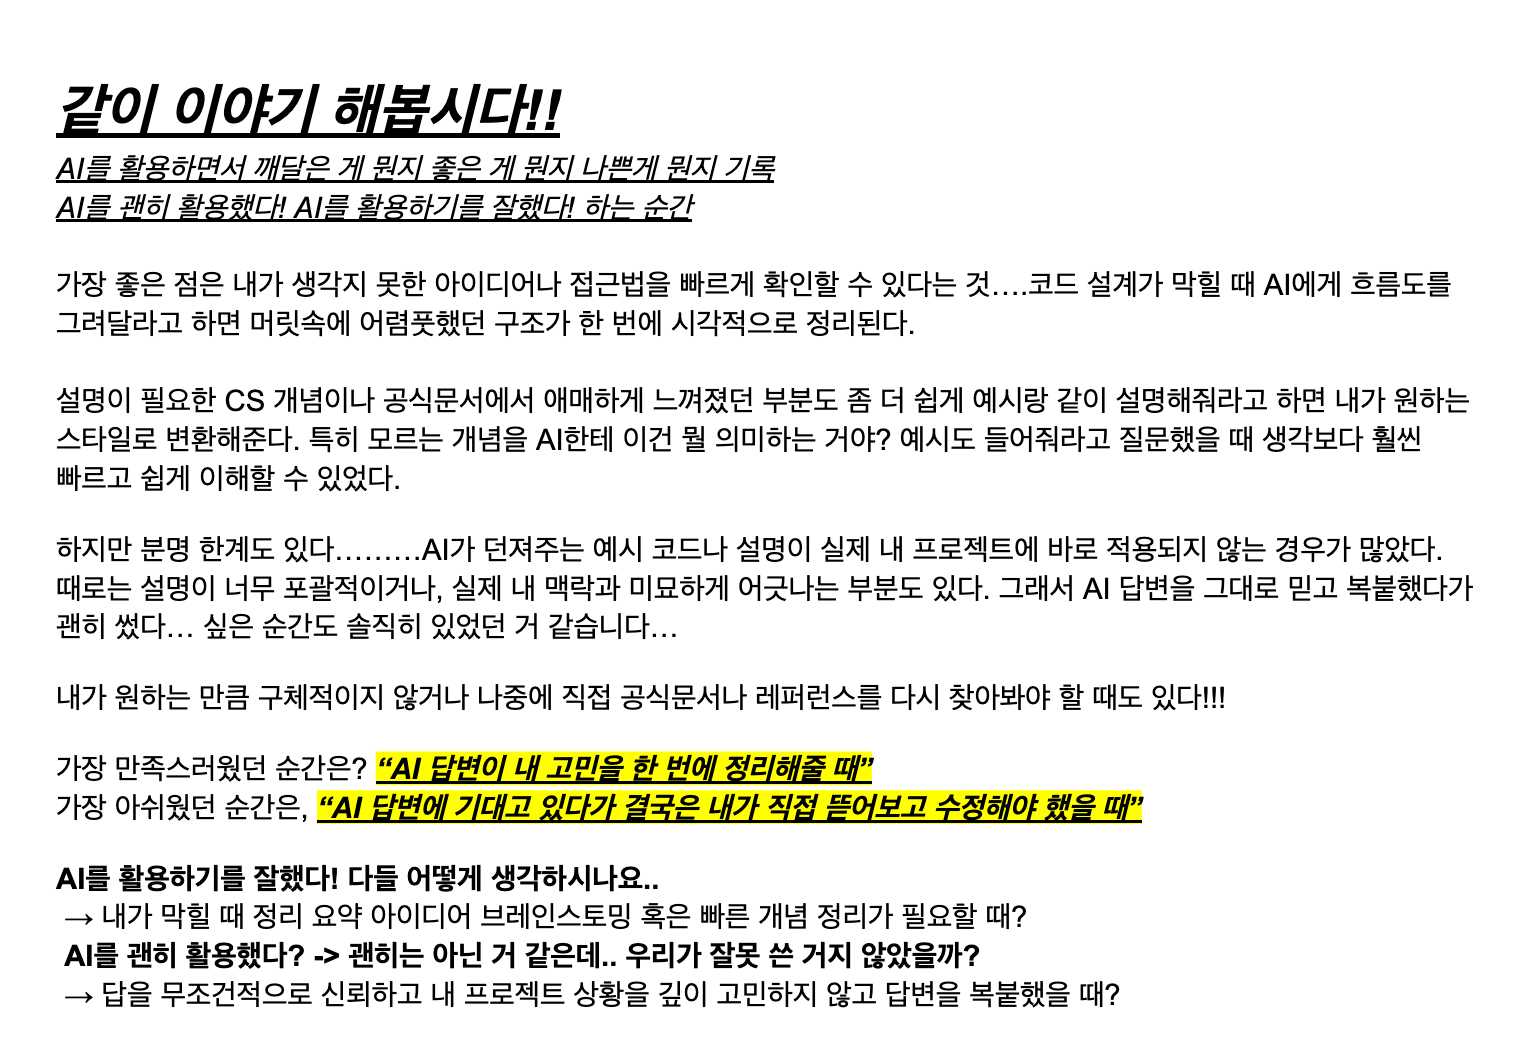 같이 이야기 해봅시다!!
AI를 활용하면서 깨달은 게 뭔지 좋은 게 뭔지 나쁜게 뭔지 기록
AI를 괜히 활용했다! AI를 활용하기를 잘했다! 하는 순간
가장 좋은 점은 내가 생각지 못한 아이디어나 접근법을 빠르게 확인할 수 있다는 것....코드 설계가 막힐 때 AI에게 흐름도를
그려달라고 하면 머릿속에 어렴풋했던 구조가 한 번에 시각적으로 정리된다.
설명이 필요한 CS 개념이나 공식문서에서 애매하게 느껴졌던 부분도 좀 더 쉽게 예시랑 같이 설명해줘라고 하면 내가 원하는
스타일로 변환해준다. 특히 모르는 개념을 AI한테 이건 뭘 의미하는 거야? 예시도 들어줘라고 질문했을 때 생각보다 훨씬
빠르고 쉽게 이해할 수 있었다.
하지만 분명 한계도 있다………AI가 던져주는 예시 코드나 설명이 실제 내 프로젝트에 바로 적용되지 않는 경우가 많았다.
때로는 설명이 너무 포괄적이거나, 실제 내 맥락과 미묘하게 어긋나는 부분도 있다. 그래서 AI 답변을 그대로 믿고 복붙했다가
괜히 썼다… 싶은 순간도 솔직히 있었던 거 같습니다…
내가 원하는 만큼 구체적이지 않거나 나중에 직접 공식문서나 레퍼런스를 다시 찾아봐야 할 때도 있다!!!
가장 만족스러웠던 순간은? “AI 답변이 내 고민을 한 번에 정리해줄 때”
가장 아쉬웠던 순간은, “AI 답변에 기대고 있다가 결국은 내가 직접 뜯어보고 수정해야 했을 때”
AI를 활용하기를 잘했다! 다들 어떻게 생각하시나요..
→ 내가 막힐 때 정리 요약 아이디어 브레인스토밍 혹은 빠른 개념 정리가 필요할 때?
AI를 괜히 활용했다? -> 괜히는 아닌 거 같은데.. 우리가 잘못 쓴 거지 않았을까?
→ 답을 무조건적으로 신뢰하고 내 프로젝트 상황을 깊이 고민하지 않고 답변을 복붙했을 때?